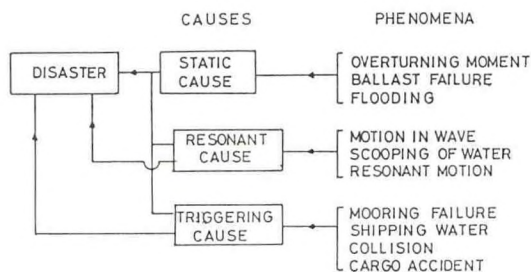 CAUSES
PHENOMENA
DISASTER
STATIC
CAUSE
OVERTURNING MOMENT
BALLAST FAILURE
FLOODING
RESONANT
CAUSE
MOTION IN WAVE
SCOOPING OF WATER
RESONANT MOTION
TRIGGERING
CAUSE
MOORING FAILURE
SHIPPING WATER
COLLISION
CARGO ACCIDENT